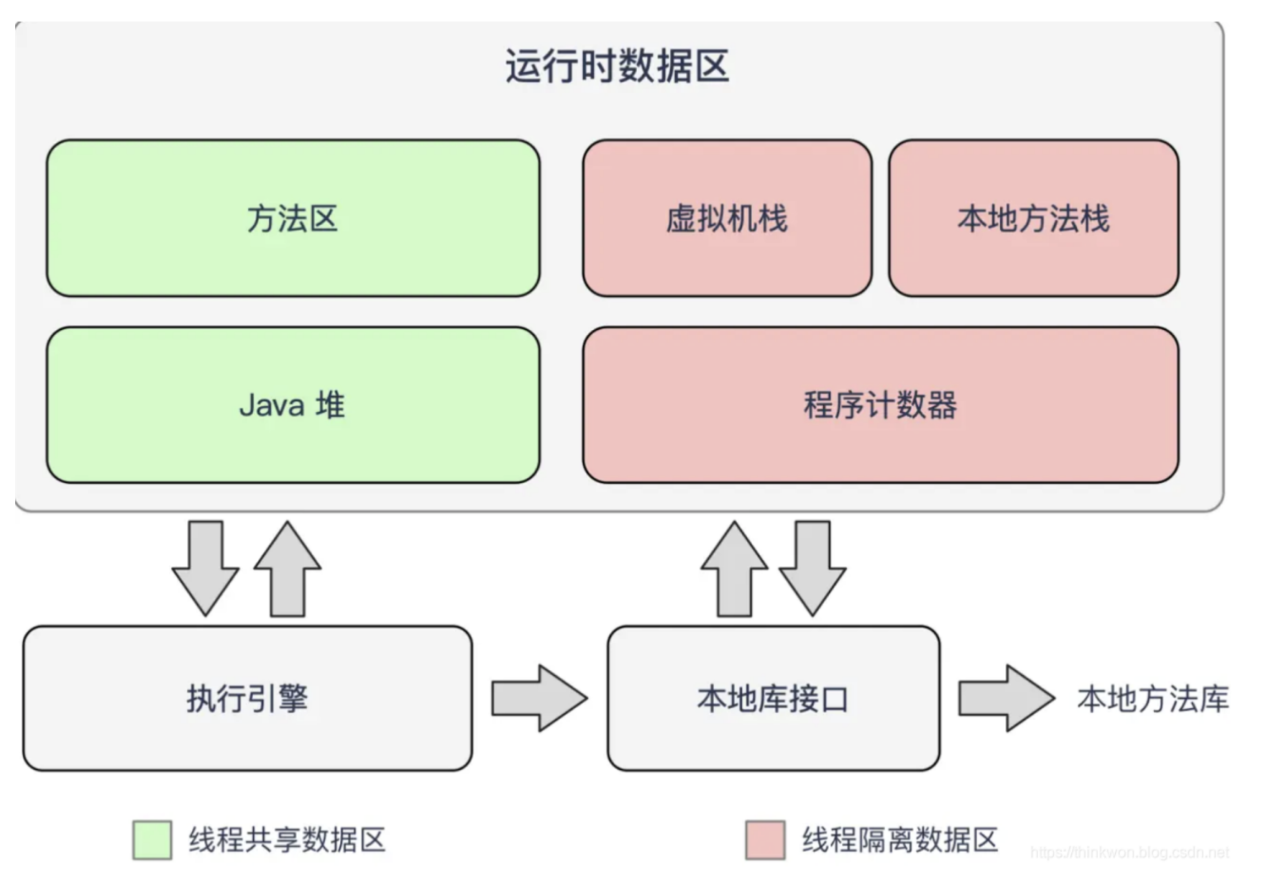 运行时数据区
方法区
虚拟机栈
本地方法栈
Java 堆
程序计数器
执行引擎
本地库接口
本地方法库
线程共享数据区
线程隔离数据区
https://thinkwon.blog.csdn.net